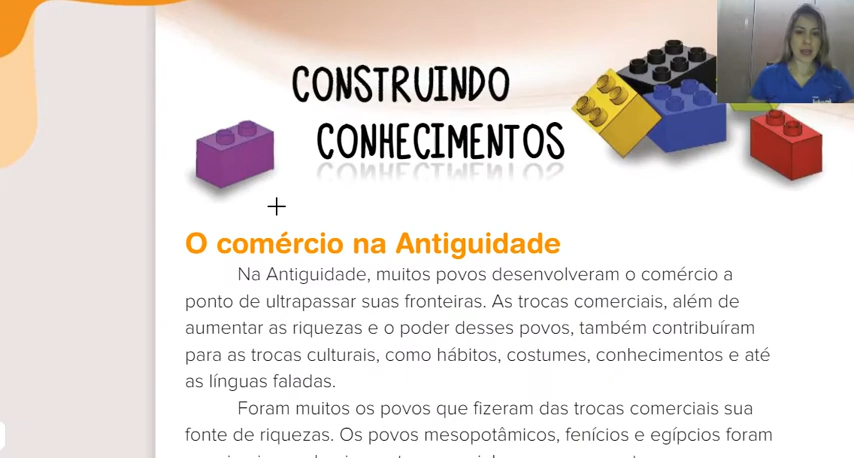 CONSTRUINDO
CONHECIMENTOS
O comércio na Antiguidade
Na Antiguidade, muitos povos desenvolveram o comércio a
ponto de ultrapassar suas fronteiras. As trocas comerciais, além de
aumentar as riquezas e o poder desses povos, também contribuíram
para as trocas culturais, como hábitos, costumes, conhecimentos e até
as línguas faladas.
Foram muitos os povos que fizeram das trocas comerciais sua
fonte de riquezas. Os povos mesopotâmicos, fenícios e egípcios foram